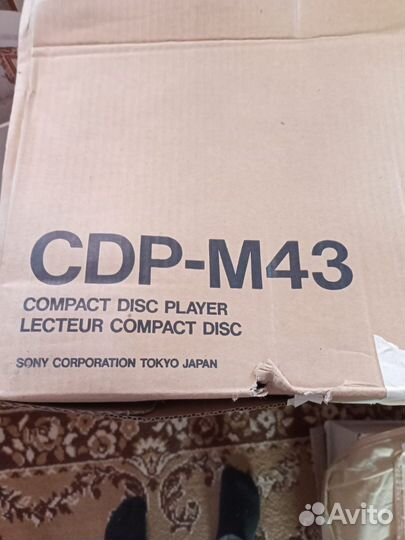 CDP-M43
COMPACT DISC PLAYER
LECTEUR COMPACT DISC
SONY CORPORATION TOKYO JAPAN
Avito